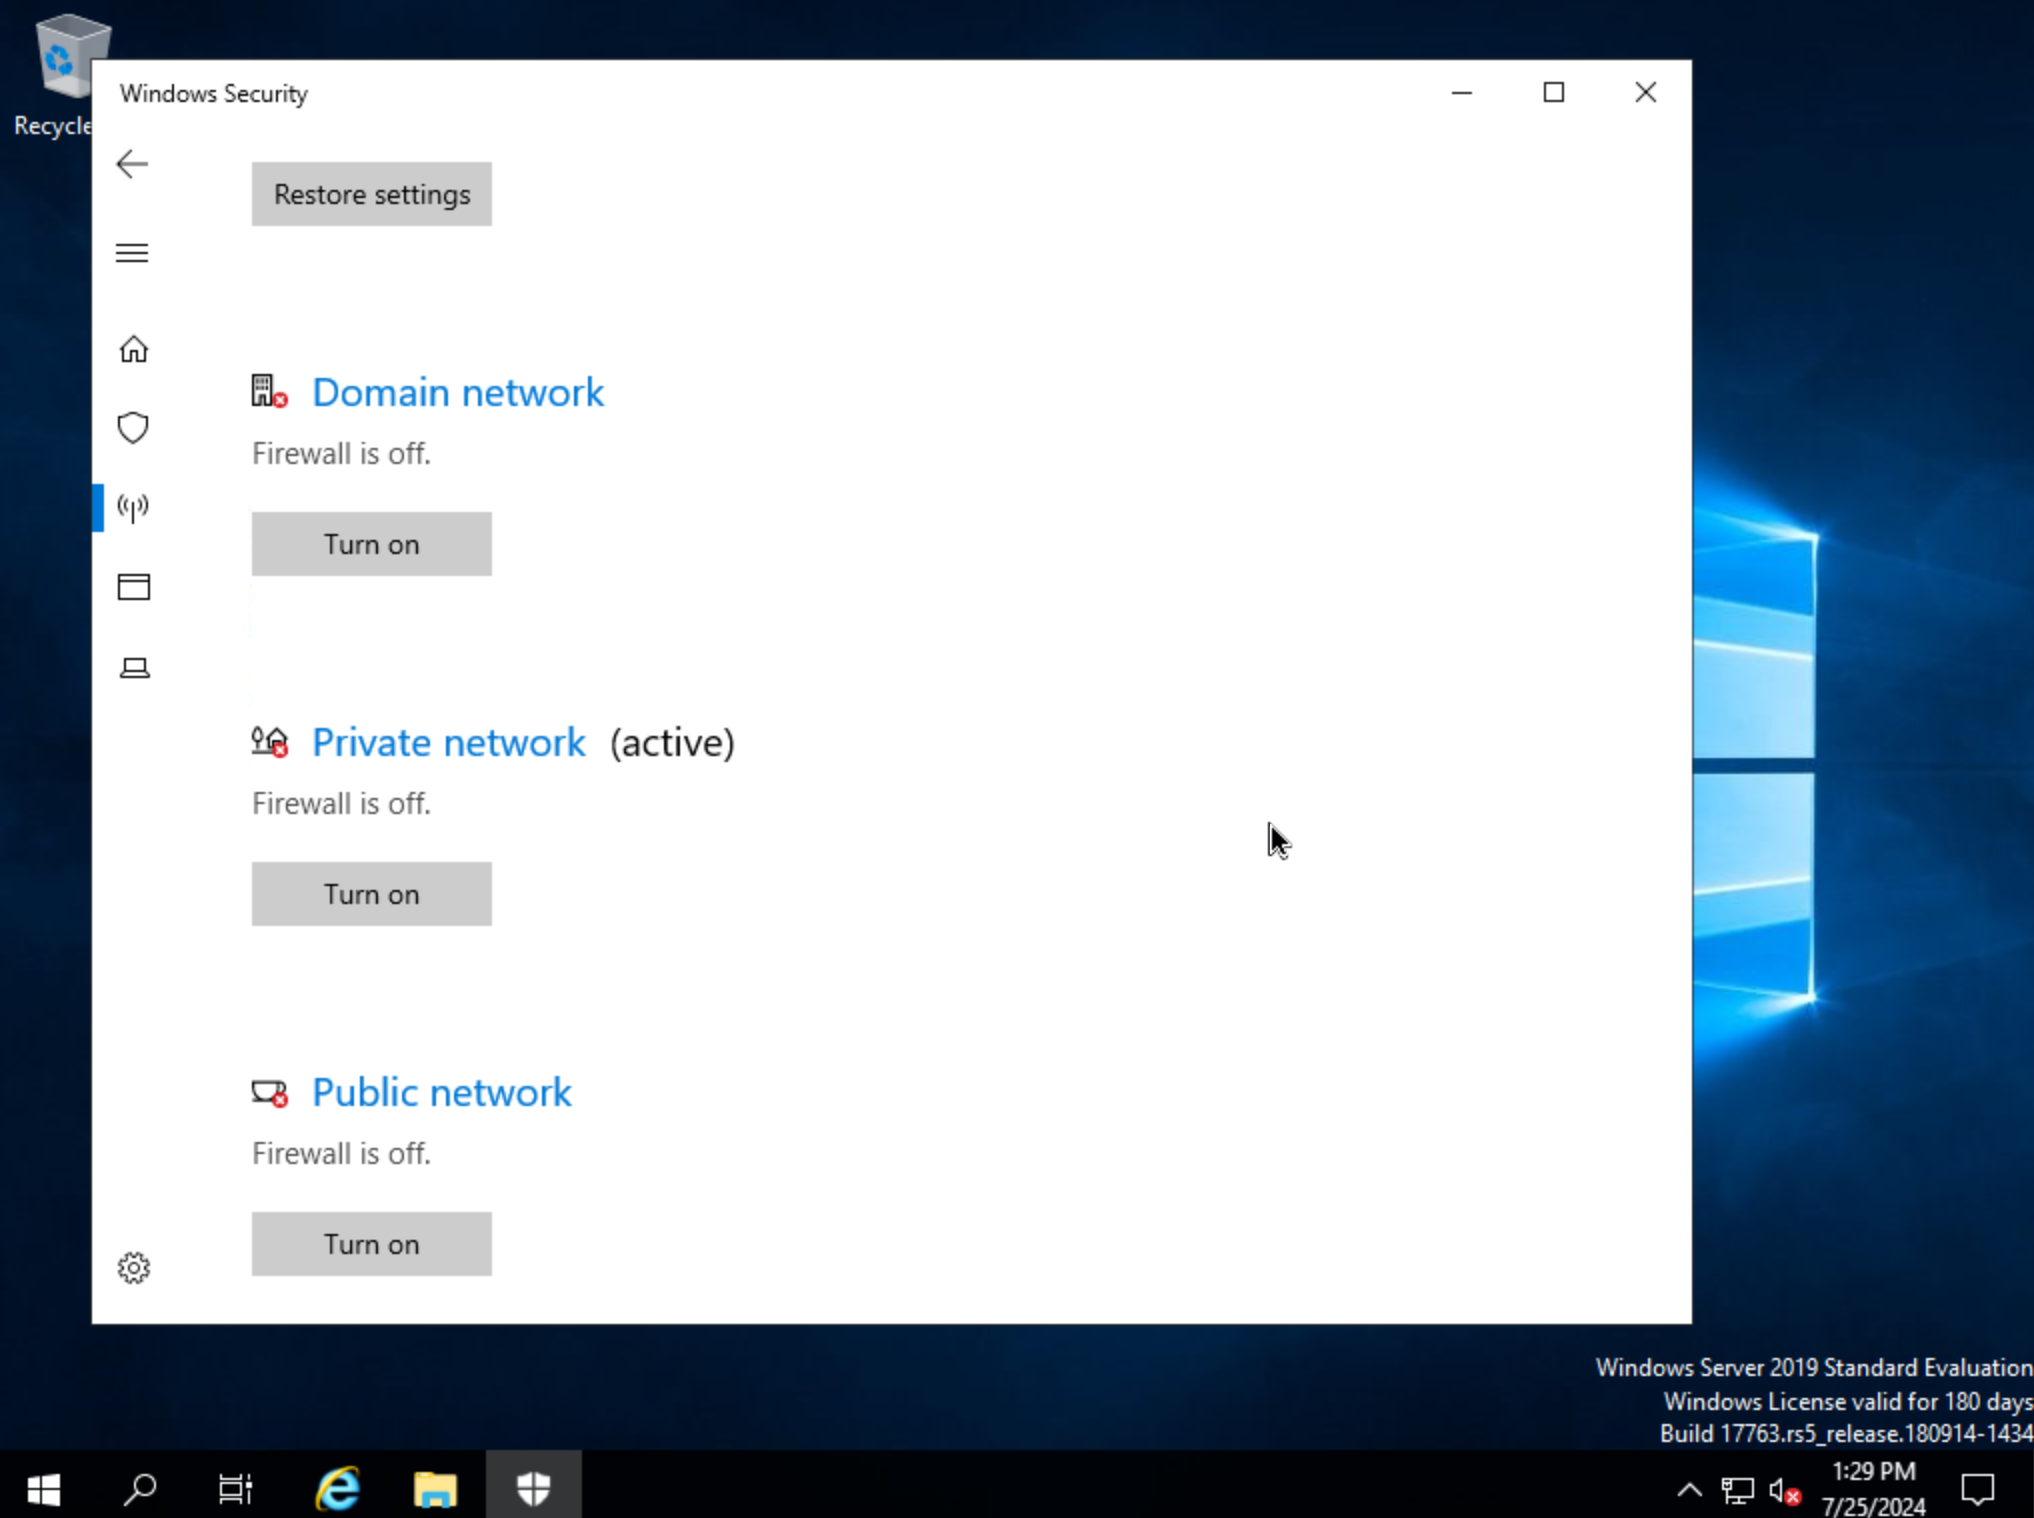 Recycle
Windows Security
Restore settings
Domain network
Firewall is off.
Turn on
Private network (active)
Firewall is off.
Turn on
Public network
Firewall is off.
Turn on
Windows Server 2019 Standard Evaluation
Windows License valid for 180 days
Build 17763.rs5_release.180914-1434
1:29 PM
7/25/2024